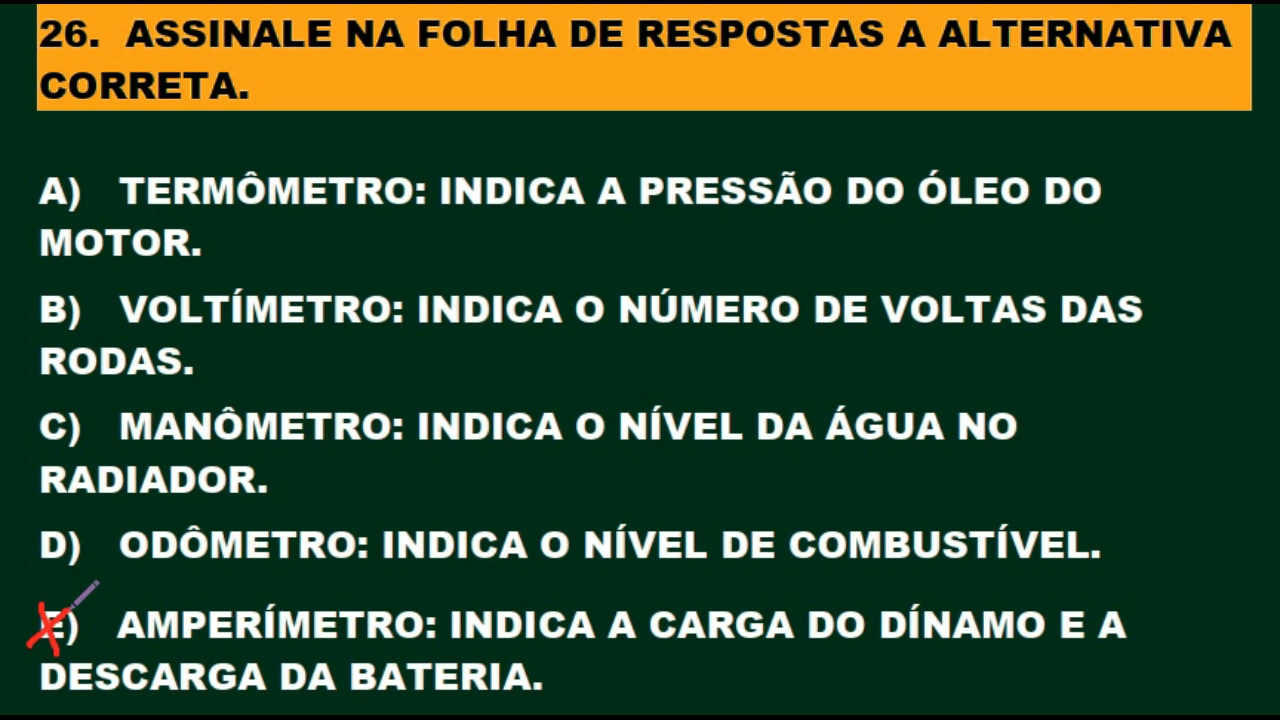 26. ASSINALE NA FOLHA DE RESPOSTAS A ALTERNATIVA
CORRETA.
A) TERMÔMETRO: INDICA A PRESSÃO DO ÓLEO DO
MOTOR.
B) VOLTÍMETRO: INDICA O NÚMERO DE VOLTAS DAS
RODAS.
C) MANÔMETRO: INDICA O NÍVEL DA ÁGUA NO
RADIADOR.
D) ODÔMETRO: INDICA O NÍVEL DE COMBUSTÍVEL.
E) AMPERÍMETRO: INDICA A CARGA DO DÍNAMO E A
DESCARGA DA BATERIA.